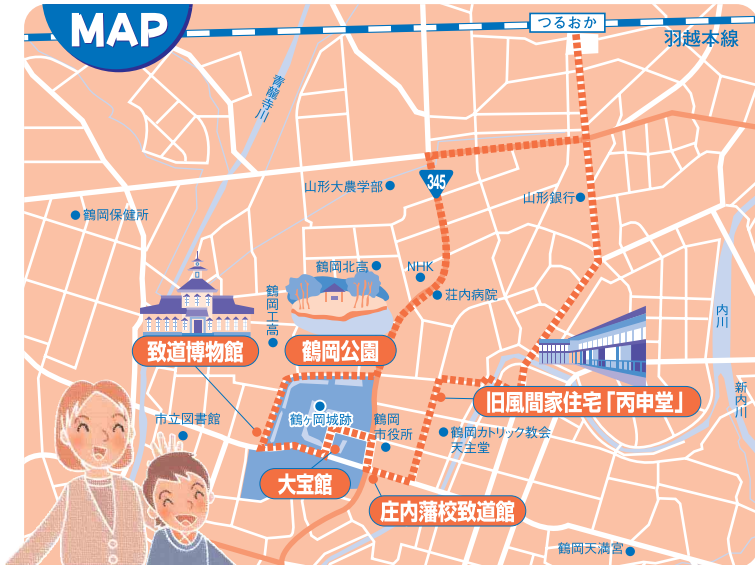 MAP
つるおか
羽越本線
青龍寺川
345
山形大農学部
山形銀行
鶴岡保健所
鶴岡北高
NHK
鶴岡工高
荘内病院
内川
致道博物館
鶴岡公園
新内川
旧風間家住宅「丙申堂」
市立図書館
鶴ヶ岡城跡
鶴岡
市役所
鶴岡カトリック教会
天主堂
大宝館
庄内藩校致道館
鶴岡天満宮